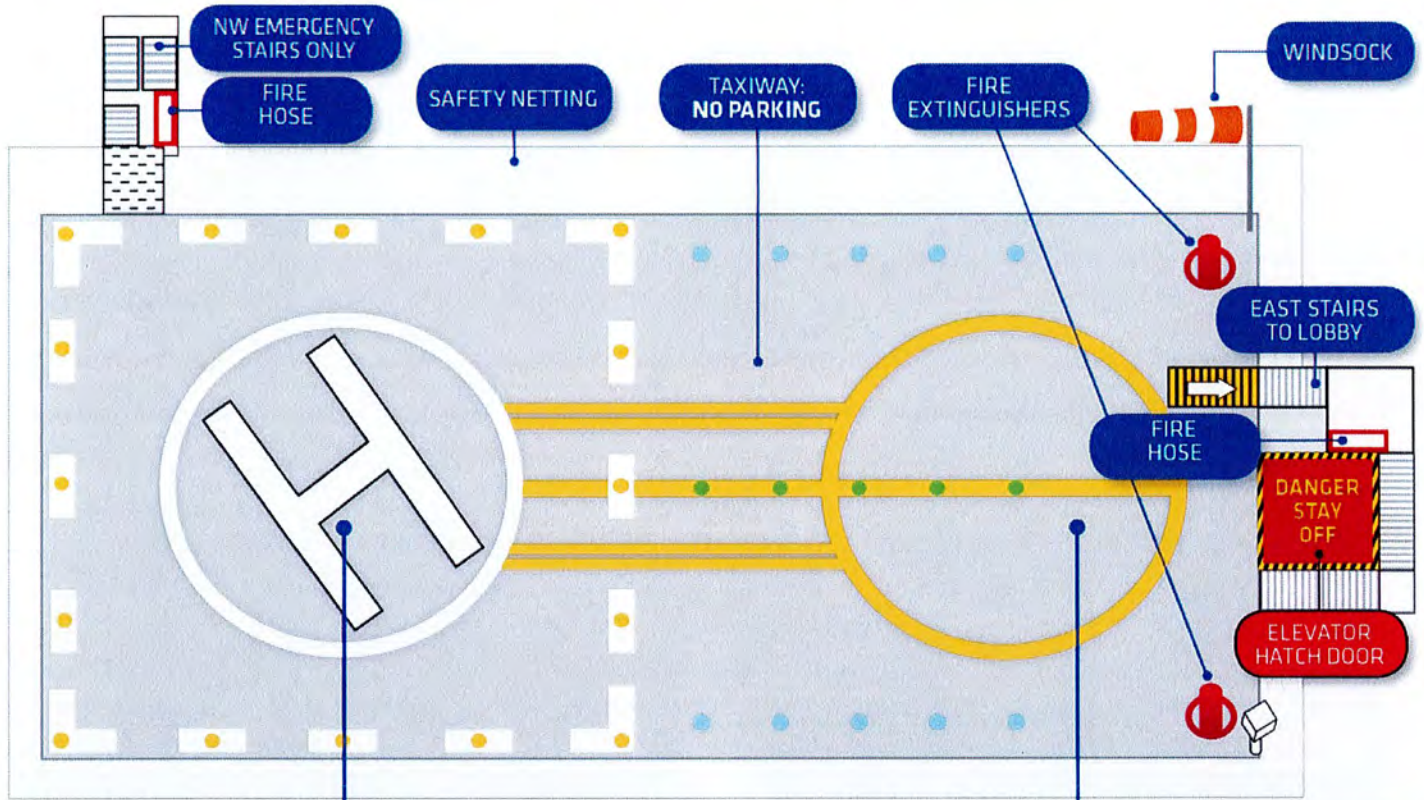 NW EMERGENCY
STAIRS ONLY
FIRE
HOSE
SAFETY NETTING
TAXIWAY:
NO PARKING
FIRE
EXTINGUISHERS
WINDSOCK
EAST STAIRS
TO LOBBY
FIRE
HOSE
H
DANGER
STAY
OFF
ELEVATOR
HATCH DOOR